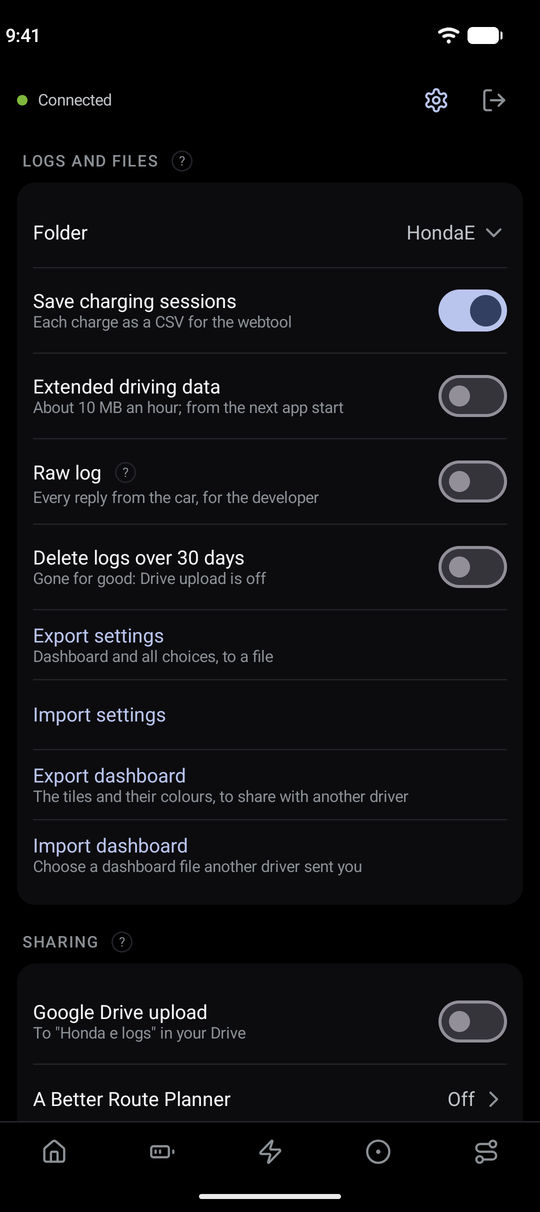 9:41
Connected
LOGS AND FILES ?
Folder HondaE
Save charging sessions
Each charge as a CSV for the webtool
Extended driving data
About 10 MB an hour; from the next app start
Raw log ?
Every reply from the car, for the developer
Delete logs over 30 days
Gone for good: Drive upload is off
Export settings
Dashboard and all choices, to a file
Import settings
Export dashboard
The tiles and their colours, to share with another driver
Import dashboard
Choose a dashboard file another driver sent you
SHARING ?
Google Drive upload
To "Honda e logs" in your Drive
A Better Route Planner Off